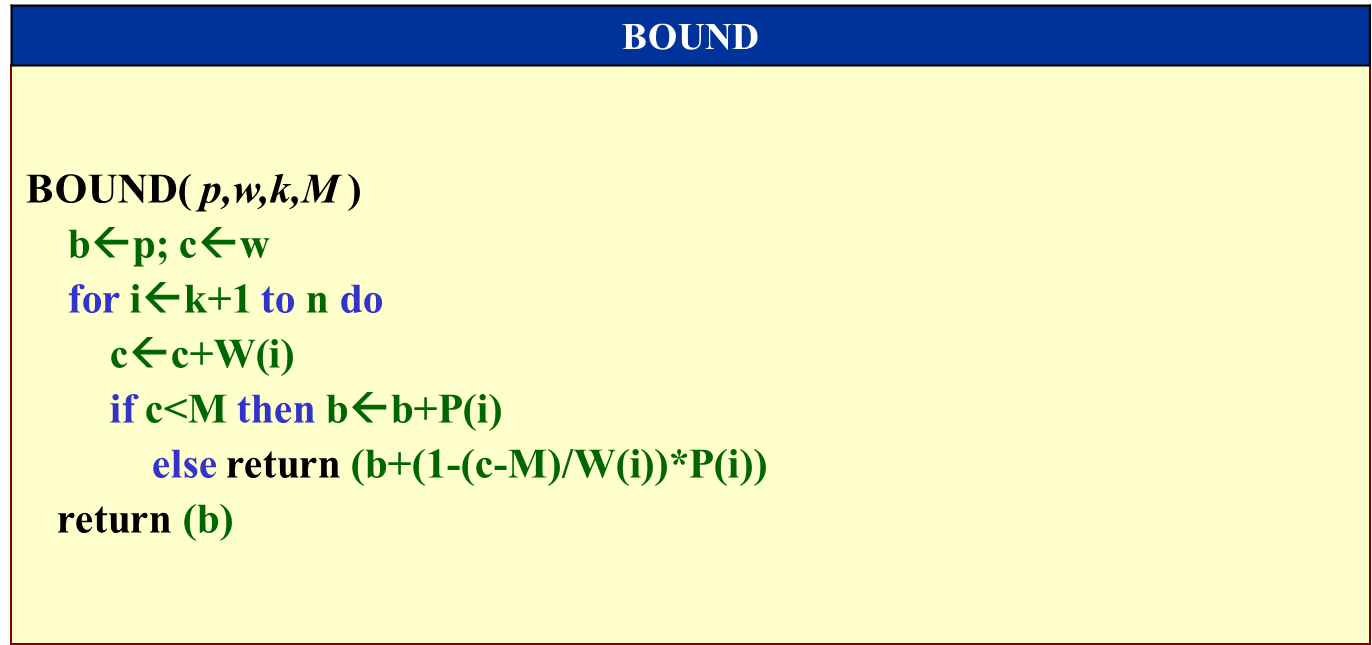 BOUND
BOUND( p,w,k,M )
b←p; c←w
for i←k+1 to n do
c←c+W(i)
if c<M then b←b+P(i)
else return (b+(1-(c-M)/W(i))*P(i))
return (b)